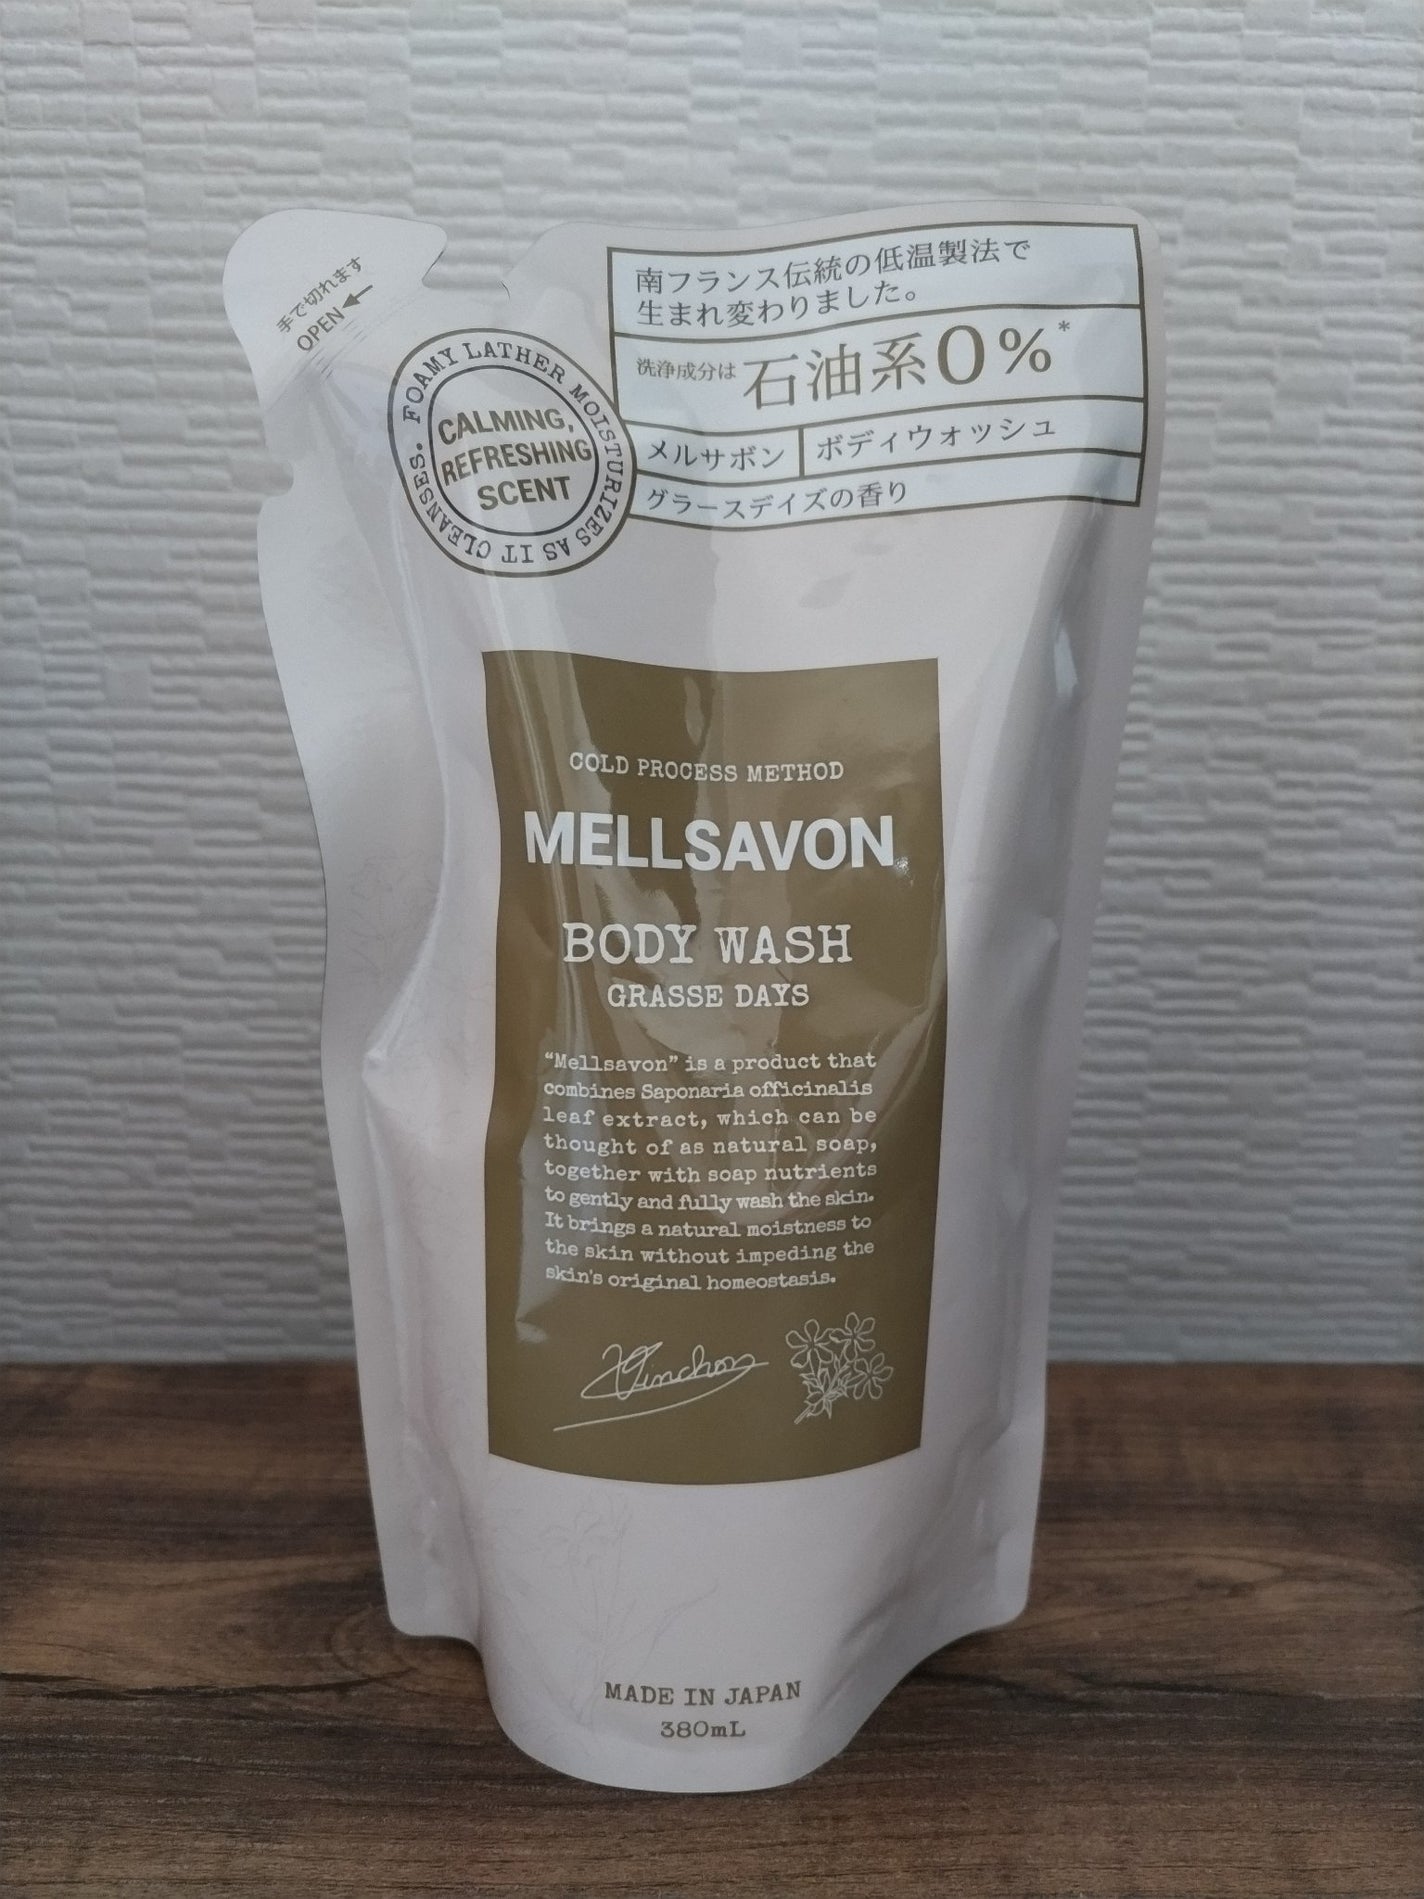 手で切れます
OPEN
南フランス伝統の低温製法で
生まれ変わりました。
洗浄成分は 石油系0%*
メルサボン ボディウォッシュ
グラースデイズの香り
FOAMY LATHER MOISTURIZES AS IT CLEANSES.
CALMING,
REFRESHING
SCENT
COLD PROCESS METHOD
MELLSAVON
BODY WASH
GRASSE DAYS
“Mellsavon” is a product that
combines Saponaria officinalis
leaf extract, which can be
thought of as natural soap,
together with soap nutrients
to gently and fully wash the skin.
It brings a natural moistness to
the skin without impeding the
skin's original homeostasis.
MADE IN JAPAN
380mL